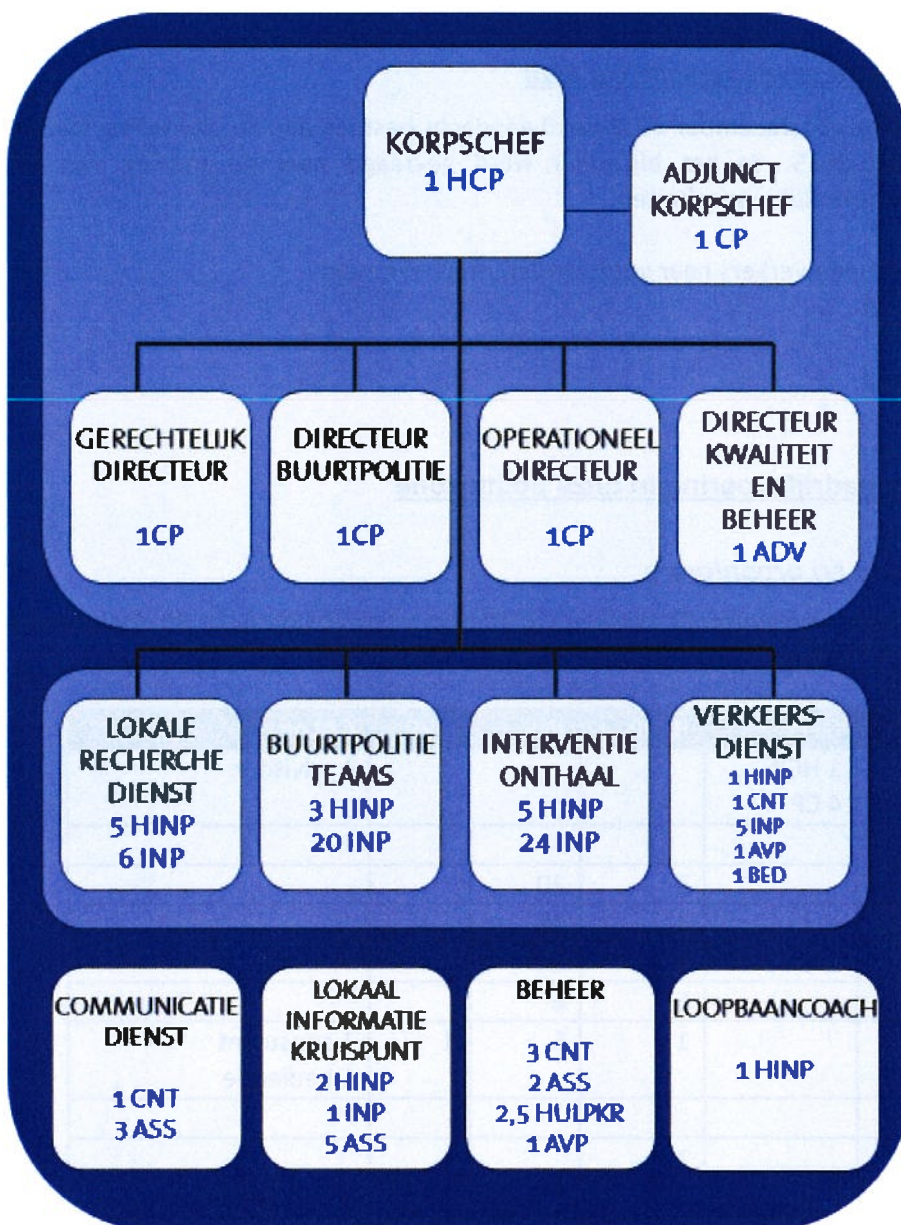 KORPSCHEF
1 HCP
ADJUNCT
KORPSCHEF
1 CP
GERECHTELIJK
DIRECTEUR
1CP
DIRECTEUR
BUURTPOLITIE
1CP
OPERATIONEEL
DIRECTEUR
1CP
DIRECTEUR
KWALITEIT
EN
BEHEER
1 ADV
LOKALE
RECHERCHE
DIENST
5 HINP
6 INP
BUURTPOLITIE
TEAMS
3 HINP
20 INP
INTERVENTIE
ONTHAAL
5 HINP
24 INP
VERKEERS-
DIENST
1 HINP
1 CNT
5 INP
1 AVP
1 BED
COMMUNICATIE
DIENST
1 CNT
3 ASS
LOKAAL
INFORMATIE
KRUISPUNT
2 HINP
1 INP
5 ASS
BEHEER
3 CNT
2 ASS
2,5 HULPKR
1 AVP
LOOPBAANCOACH
1 HINP